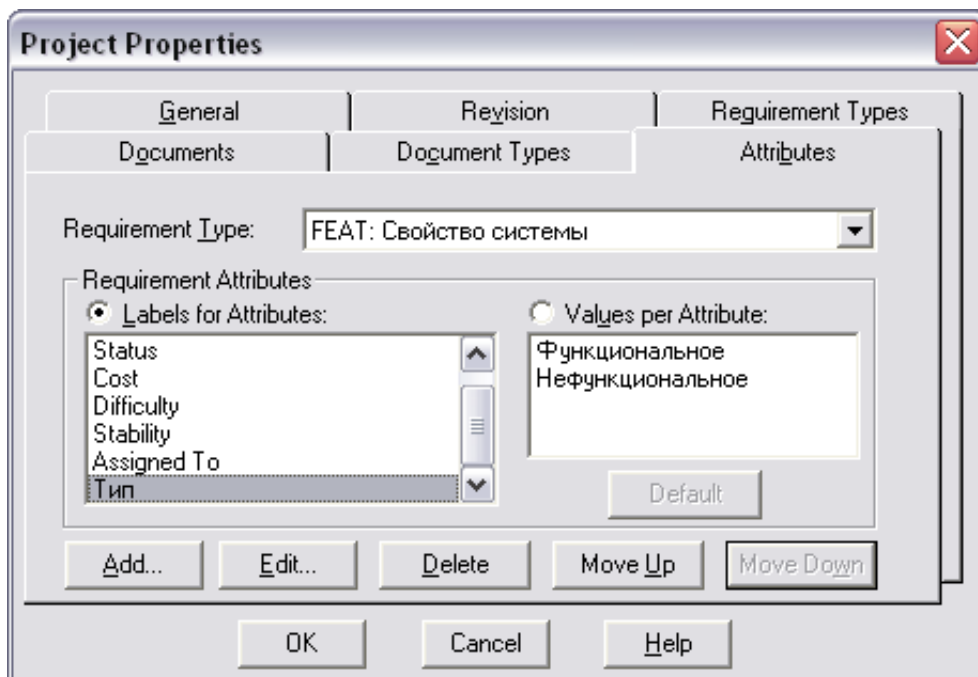 Project Properties
General
Revision
Reguirement Types
Documents
Document Types
Attributes
Requirement Type:
FEAT: Свойство системы
Requirement Attributes
Labels for Attributes:
Values per Attribute:
Status
Cost
Difficulty
Stability
Assigned To
Тип
Функциональное
Нефункциональное
Default
Add...
Edit...
Delete
Move Up
Move Down
OK
Cancel
Help